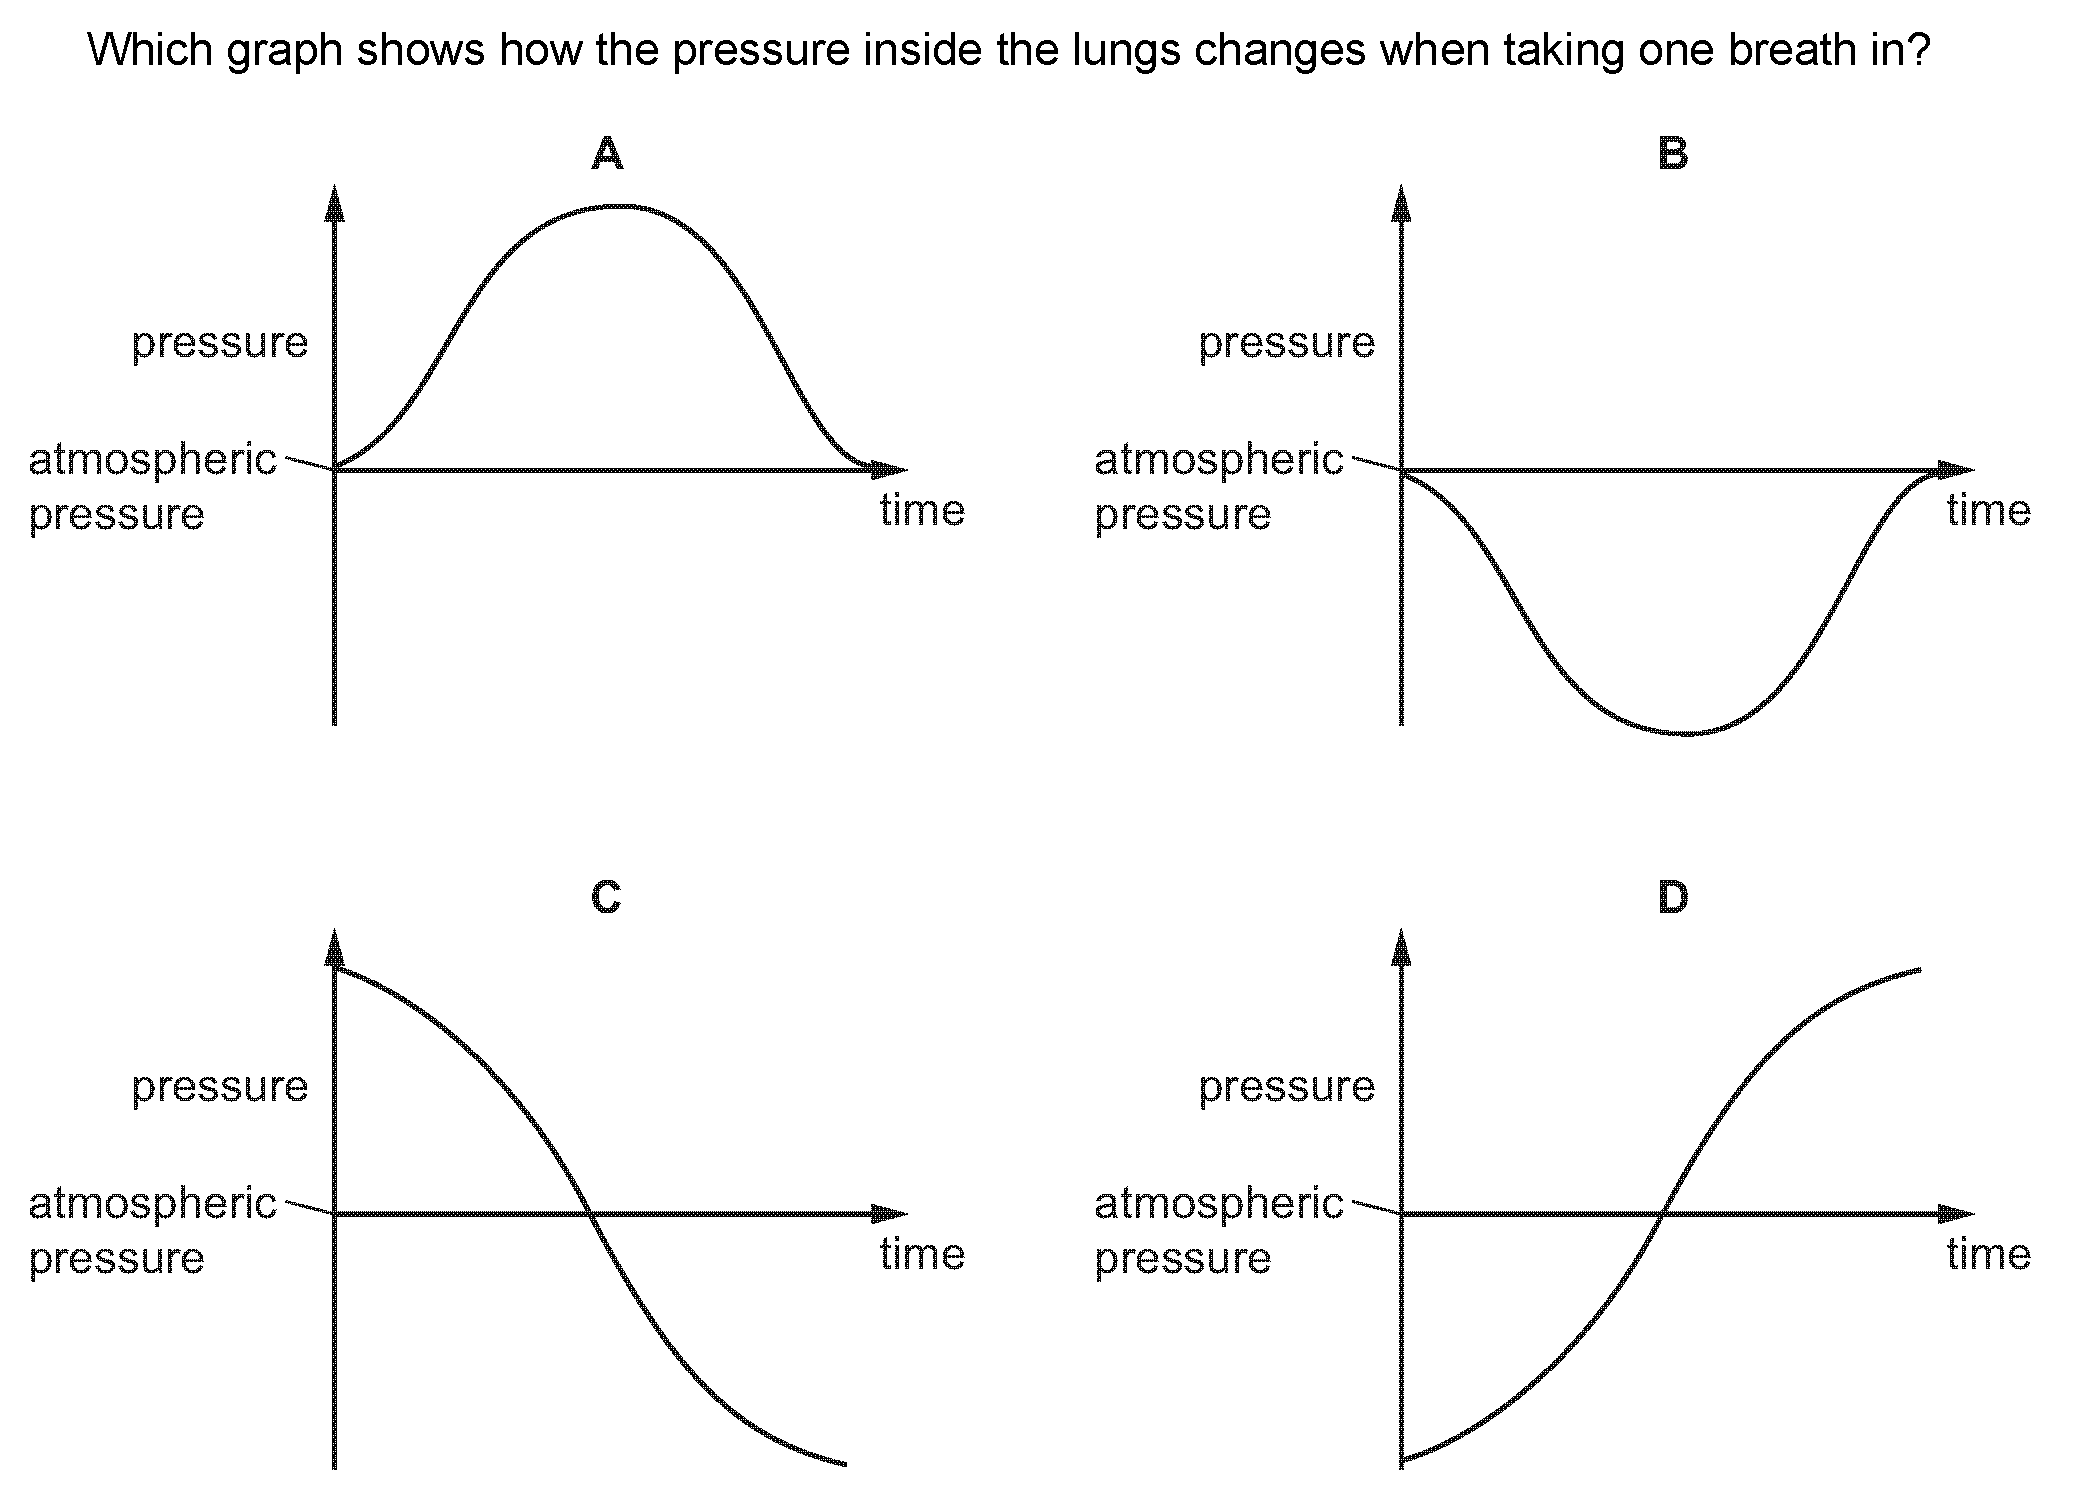 Which graph shows how the pressure inside the lungs changes when taking one breath in?
A
pressure
atmospheric
pressure
time
B
pressure
atmospheric
pressure
time
C
pressure
atmospheric
pressure
time
D
pressure
atmospheric
pressure
time